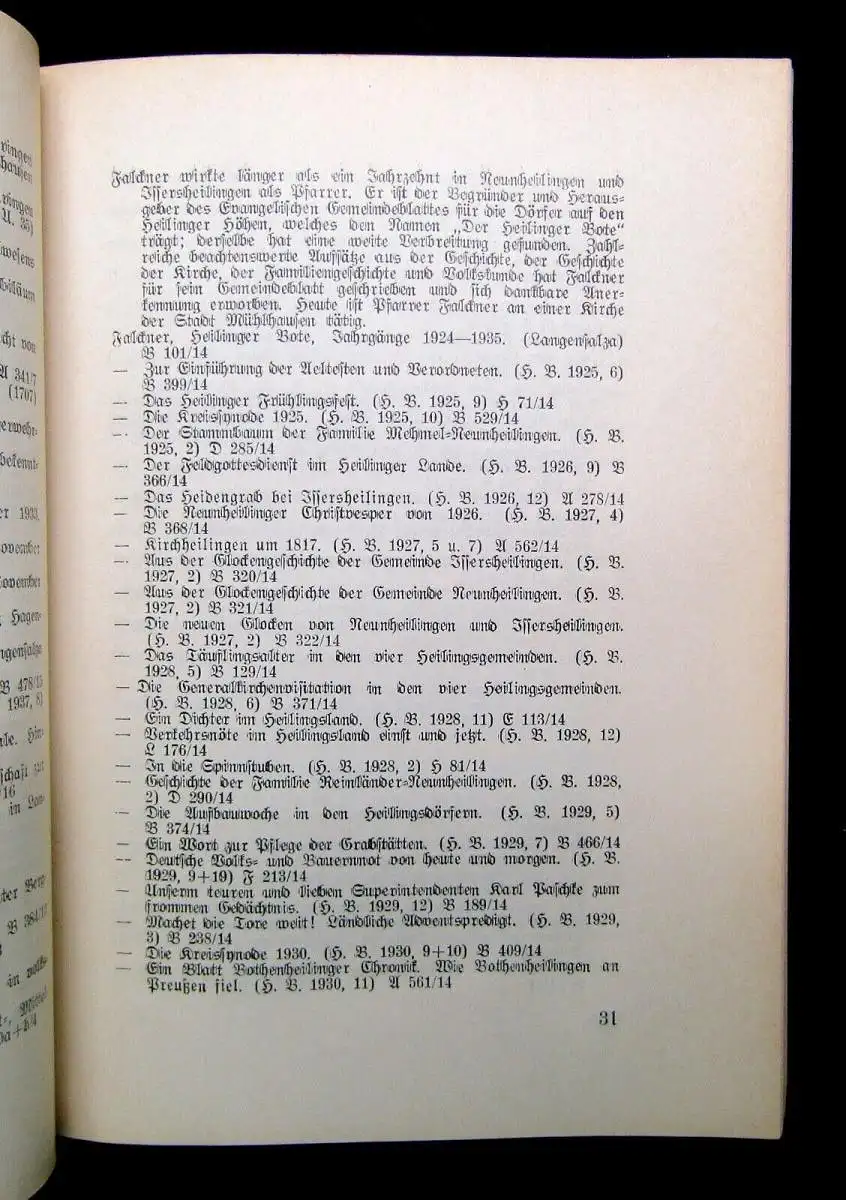 Falckner wirkte länger als ein Jahrzehnt in Neunheilingen und
Issersheilingen als Pfarrer. Er ist der Begründer und Heraus-
geber des Evangelischen Gemeindeblattes für die Dörfer auf den
Heilinger Höhen, welches den Namen „Der Heilinger Bote“
trägt; derselbe hat eine weite Verbreitung gefunden. Zahl-
reiche beachtenswerte Aufsätze aus der Geschichte, der Geschichte
der Kirche, der Familiengeschichte und Volkskunde hat Falckner
für sein Gemeindeblatt geschrieben und sich dankbare Aner-
kennung erworben. Heute ist Pfarrer Falckner an einer Kirche
der Stadt Mühlhausen tätig.
Falckner, Heilinger Bote, Jahrgänge 1924—1935. (Langensalza)
B 101/14
— Zur Einführung der Aeltesten und Verordneten. (H. B. 1925, 6)
B 399/14
— Das Heilinger Frühlingsfest. (H. B. 1925, 9) H 71/14
— Die Kreissynode 1925. (H. B. 1925, 10) B 529/14
— Der Stammbaum der Familie Mehmel-Neunheilingen. (H. B.
1925, 2) D 285/14
— Der Feldgottesdienst im Heilinger Lande. (H. B. 1926, 9) B
366/14
— Das Heidengrab bei Issersheilingen. (H. B. 1926, 12) A 278/14
— Die Neunheilinger Christvesper von 1926. (H. B. 1927, 4)
B 368/14
— Kirchheilingen um 1817. (H. B. 1927, 5 u. 7) A 562/14
— Aus der Glockengeschichte der Gemeinde Issersheilingen. (H. B.
1927, 2) B 320/14
— Aus der Glockengeschichte der Gemeinde Neunheilingen. (H. B.
1927, 2) B 321/14
— Die neuen Glocken von Neunheilingen und Issersheilingen.
(H. B. 1927, 2) B 322/14
— Das Täuflingsalter in den vier Heilingsgemeinden. (H. B.
1928, 5) B 129/14
— Die Generalkirchenvisitation in den vier Heilingsgemeinden.
(H. B. 1928, 6) B 371/14
— Ein Dichter im Heilingsland. (H. B. 1928, 11) E 113/14
— Verkehrsnöte im Heilingsland einst und jetzt. (H. B. 1928, 12)
L 176/14
— In die Spinnstuben. (H. B. 1928, 2) H 81/14
— Geschichte der Familie Reinländer-Neunheilingen. (H. B. 1928,
2) D 290/14
— Die Aufbauwoche in den Heilingsdörfern. (H. B. 1929, 5)
B 374/14
— Ein Wort zur Pflege der Grabstätten. (H. B. 1929, 7) B 466/14
— Deutsche Volks- und Bauernnot von heute und morgen. (H. B.
1929, 9+19) F 213/14
— Unserm teuren und lieben Superintendenten Karl Paschke zum
frommen Gedächtnis. (H. B. 1929, 12) B 189/14
— Machet die Tore weit! Ländliche Adventspredigt. (H. B. 1929,
3) B 238/14
— Die Kreissynode 1930. (H. B. 1930, 9+10) B 409/14
— Ein Blatt Bothenheilinger Chronik. Wie Bothenheilingen an
Preußen fiel. (H. B. 1930, 11) A 561/14
31